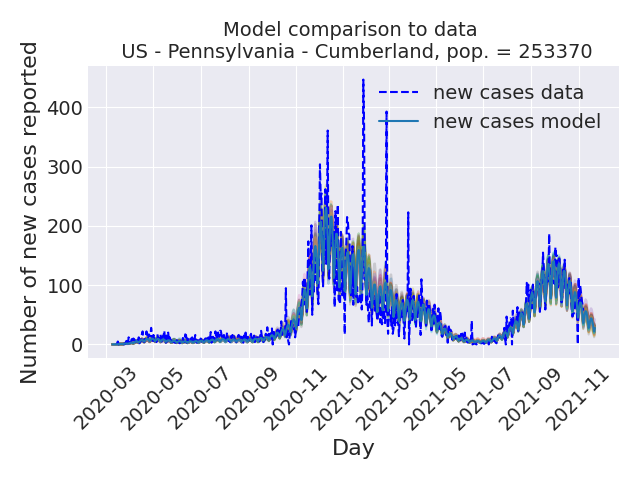 Model comparison to data
US - Pennsylvania - Cumberland, pop. = 253370
Number of new cases reported
400
300
200
100
0
new cases data
new cases model
2020-03
2020-05
2020-07
2020-09
2020-11
2021-01
2021-03
2021-05
2021-07
2021-09
2021-11
Day